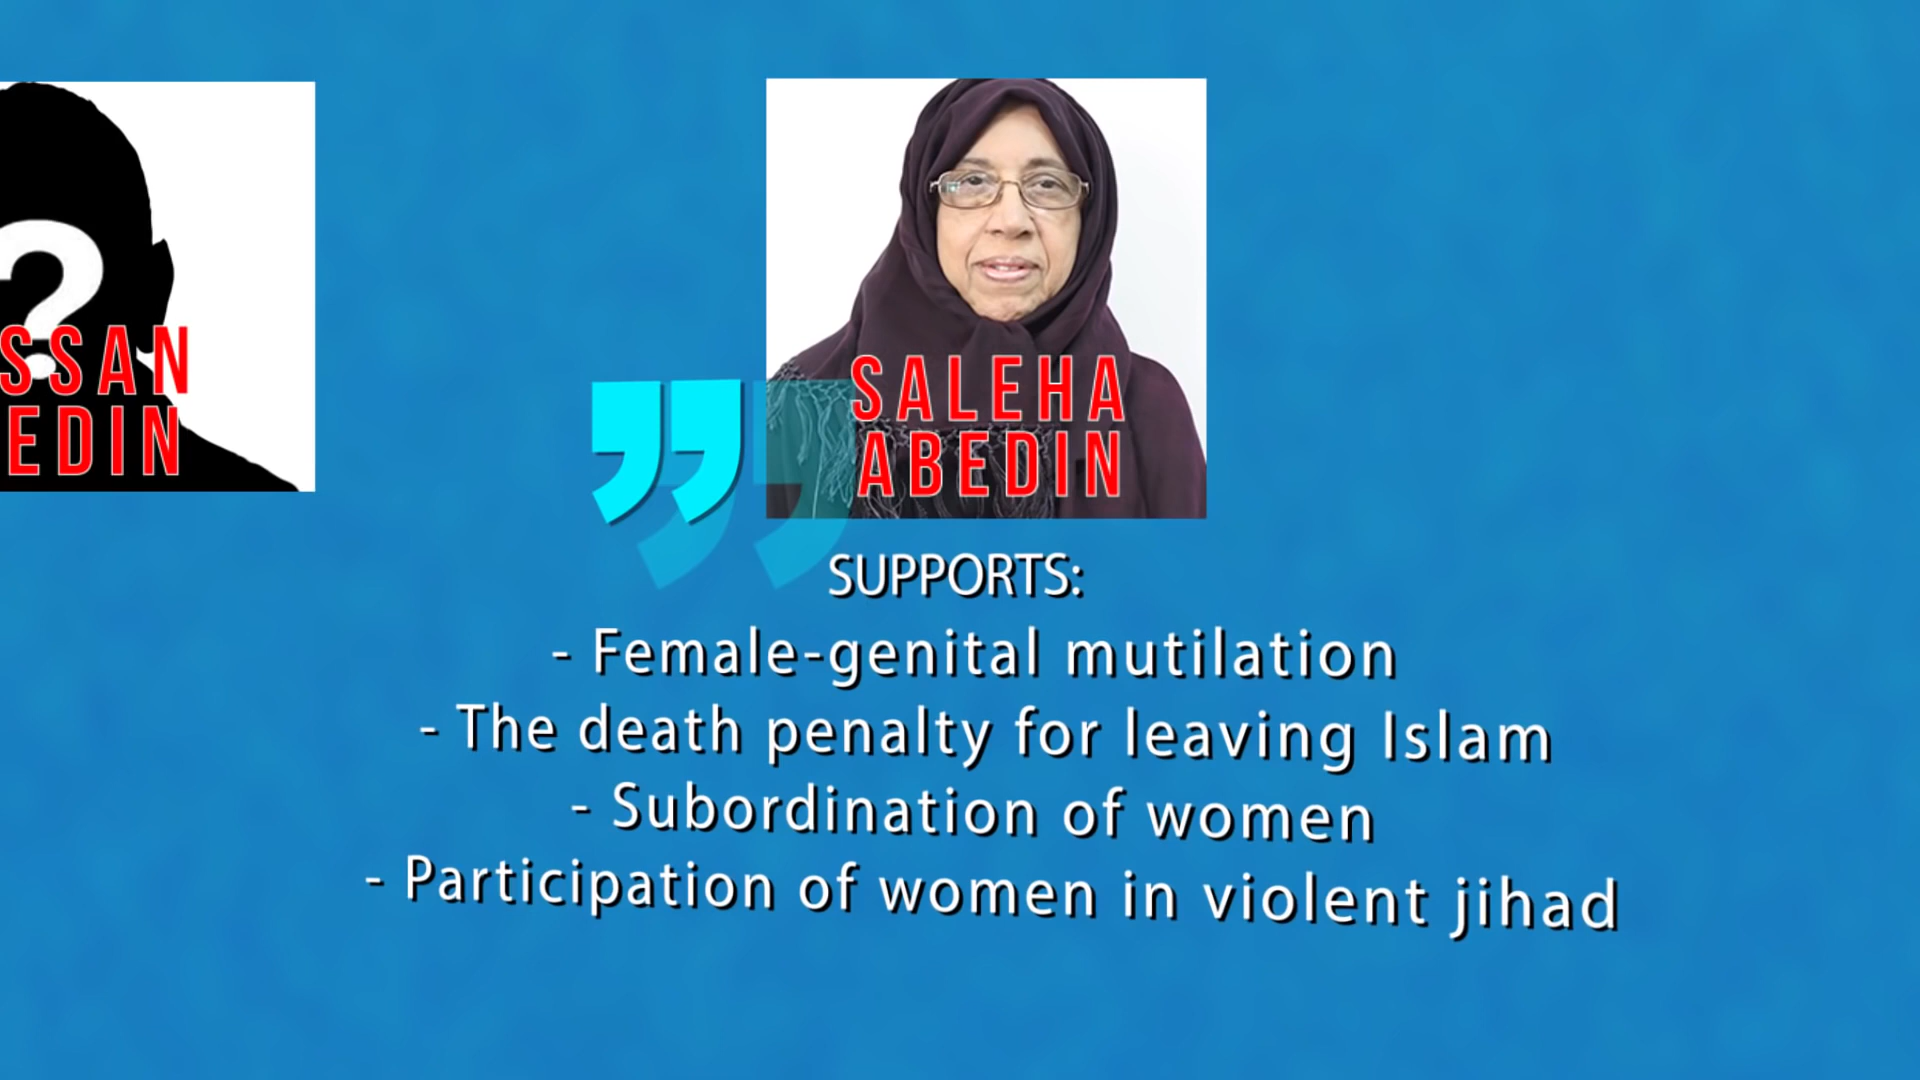 ?
SSAN
EDIN
SALEHA
ABEDIN
”
SUPPORTS:
- Female-genital mutilation
- The death penalty for leaving Islam
- Subordination of women
- Participation of women in violent jihad